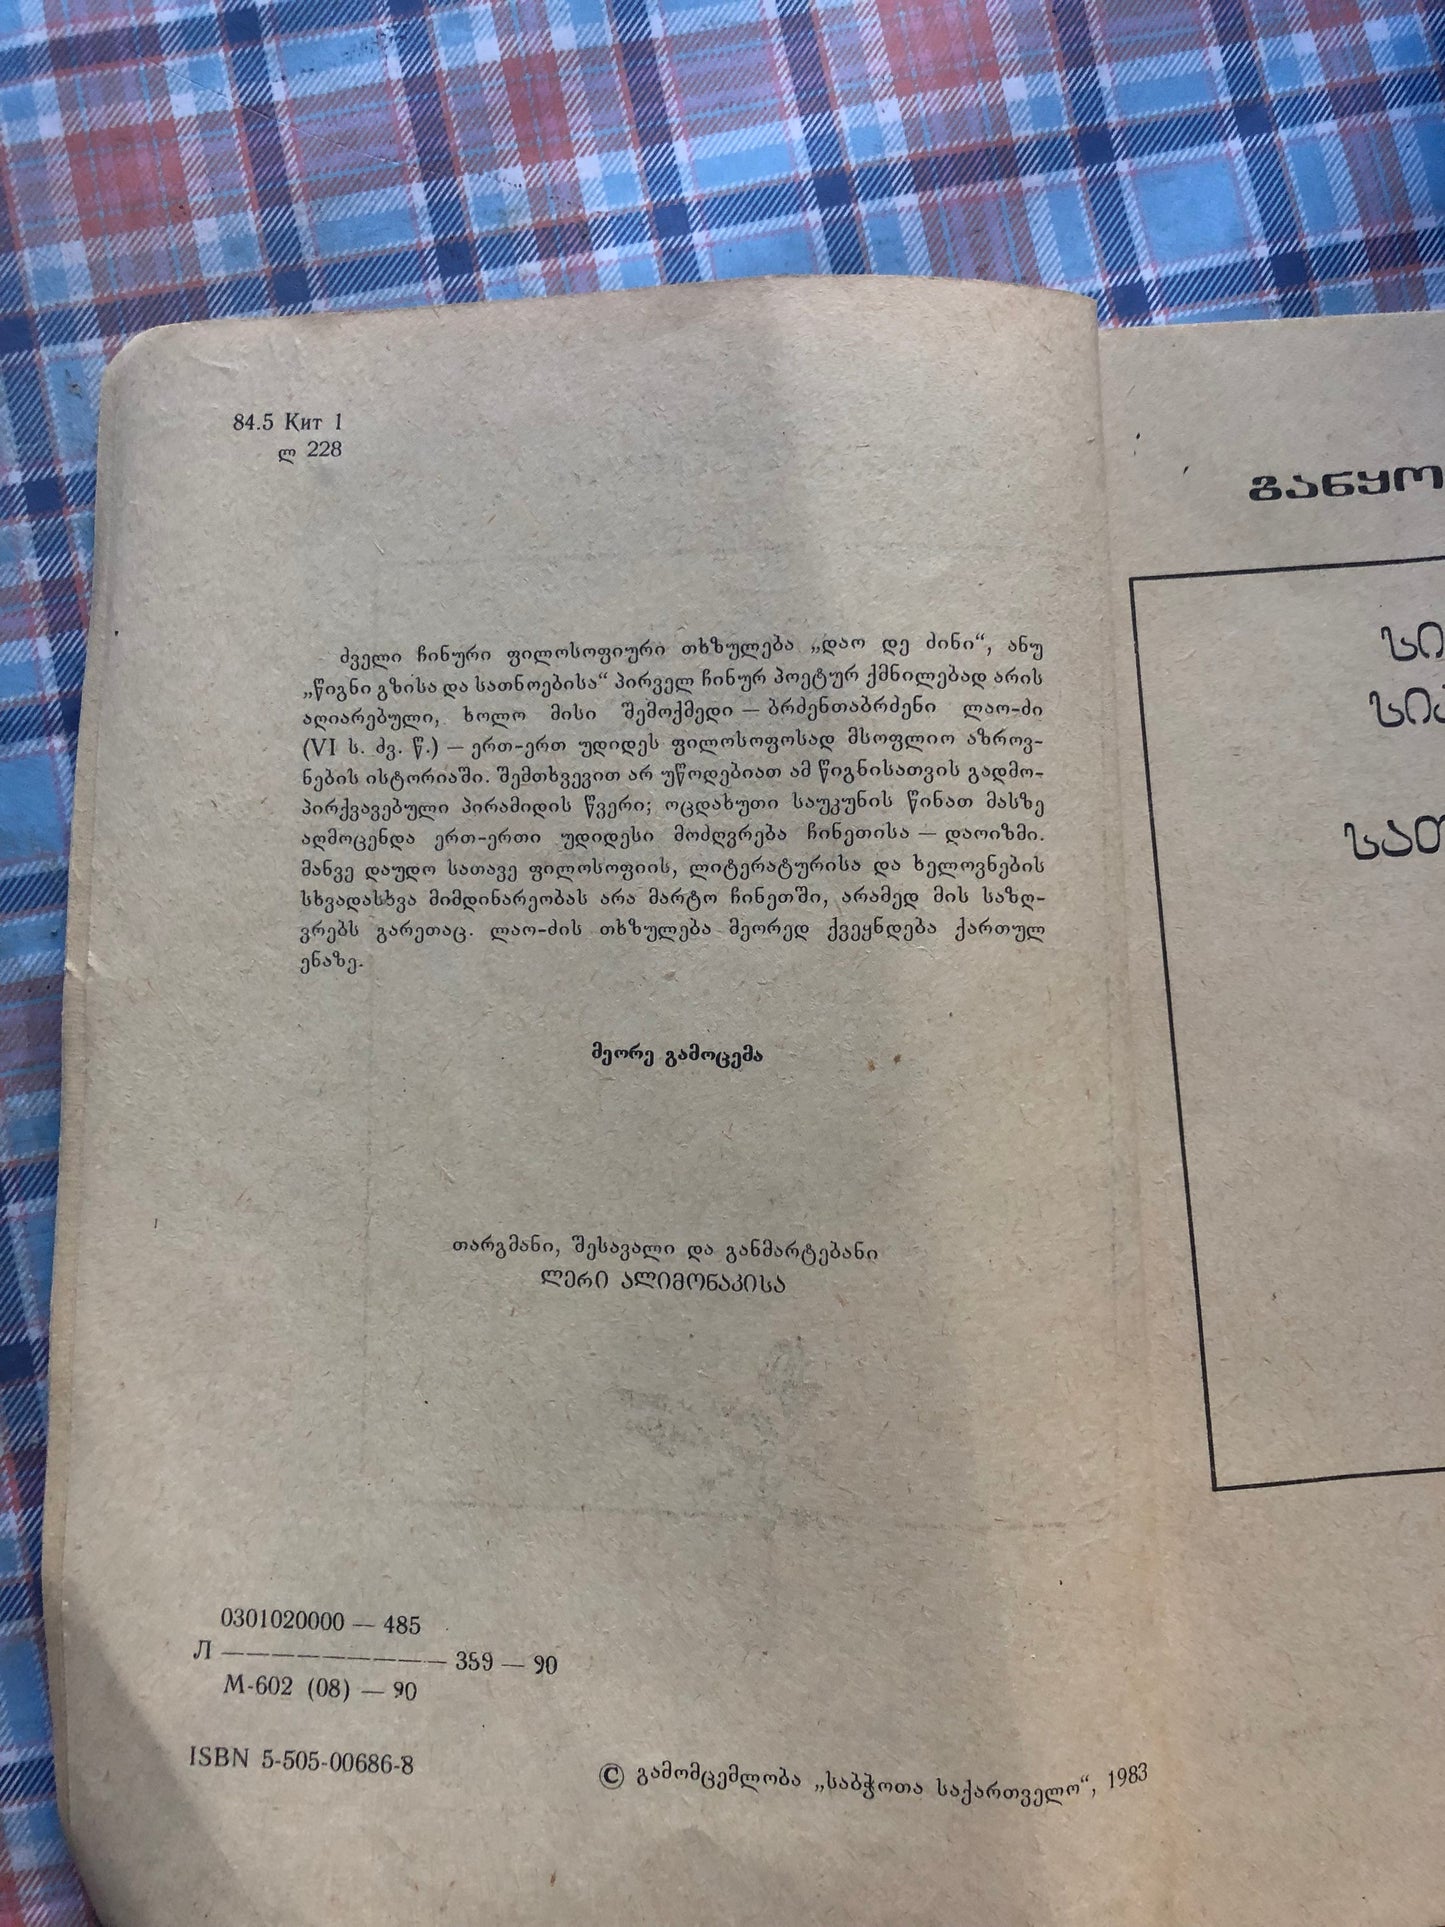 84.5 Кит 1
ლ 228
ძველი ჩინური ფილოსოფიური თხზულება „დაო დე ძინი“, ანუ
„წიგნი გზისა და სათნოებისა“ პირველ ჩინურ პოეტურ ქმნილებად არის
აღიარებული, ხოლო მისი შემოქმედი — ბრძენთაბრძენი ლაო-ძი
(VI ს. ძვ. წ.) — ერთ-ერთ უდიდეს ფილოსოფოსად მსოფლიო აზროვ-
ნების ისტორიაში. შემთხვევით არ უწოდებიათ ამ წიგნისათვის გადმო-
პირქვავებული პირამიდის წვერი; ოცდახუთი საუკუნის წინათ მასზე
აღმოცენდა ერთ-ერთი უდიდესი მოძღვრება ჩინეთისა — დაოიზმი.
მანვე დაუდო სათავე ფილოსოფიის, ლიტერატურისა და ხელოვნების
სხვადასხვა მიმდინარეობას არა მარტო ჩინეთში, არამედ მის საზღ-
ვრებს გარეთაც. ლაო-ძის თხზულება მეორედ ქვეყნდება ქართულ
ენაზე.
მეორე გამოცემა
თარგმანი, შესავალი და განმარტებანი
ლერი ალიმონაკისა
0301020000 — 485
Л ————————— 359 — 90
М-602 (08) — 90
ISBN 5-505-00686-8
© გამომცემლობა „საბჭოთა საქართველო“, 1983
განყო
სი
სიბ
სათ